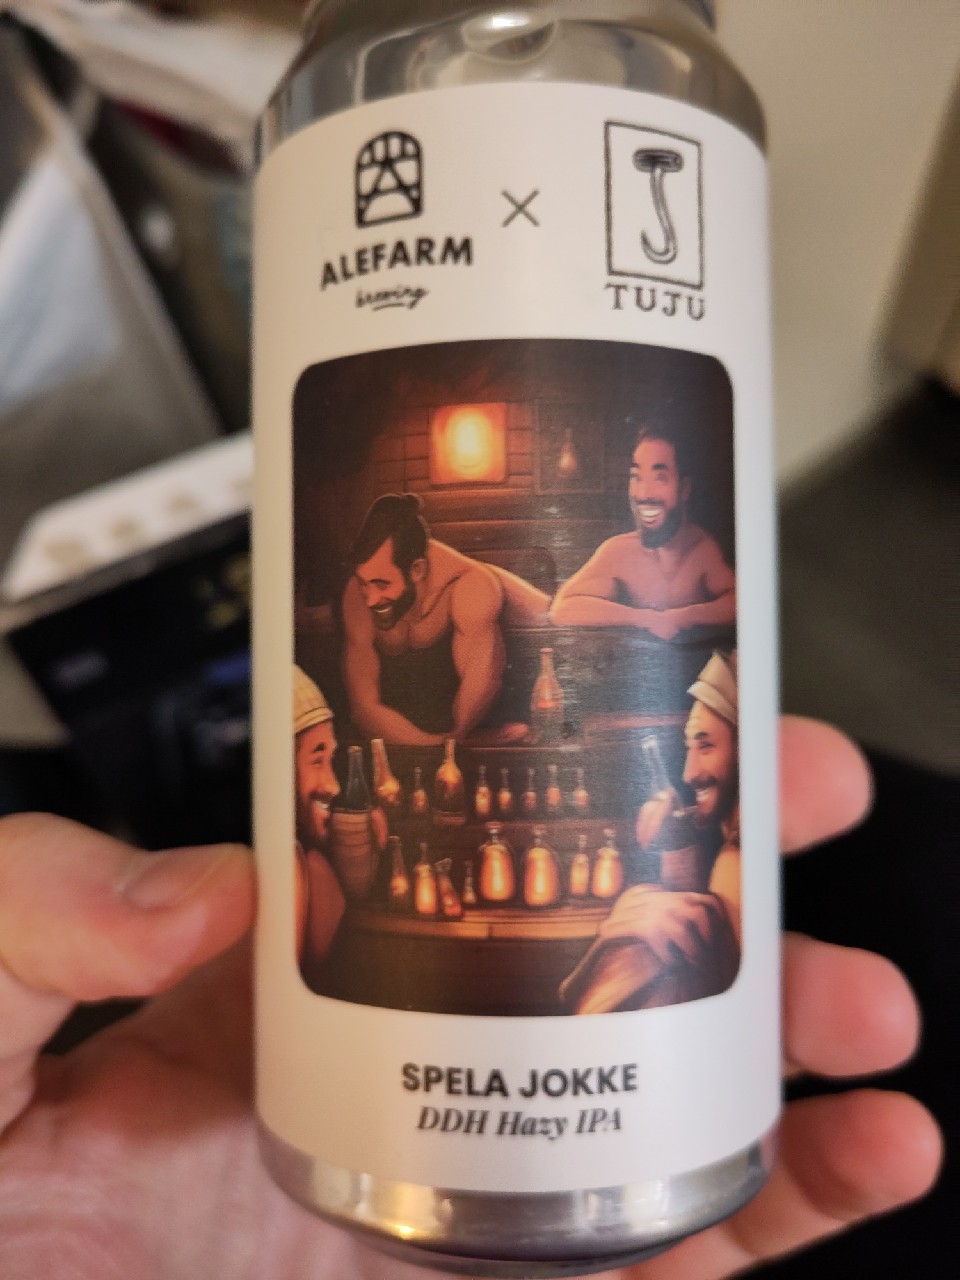 ALEFARM
brewing
×
TUJU
SPELA JOKKE
DDH Hazy IPA